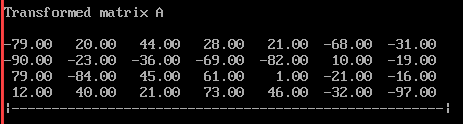 Transformed matrix A
-79.00 20.00 44.00 28.00 21.00 -68.00 -31.00
-90.00 -23.00 -36.00 -69.00 -82.00 10.00 -19.00
79.00 -84.00 45.00 61.00 1.00 -21.00 -16.00
12.00 40.00 21.00 73.00 46.00 -32.00 -97.00
¦------------------------------------------------------¦